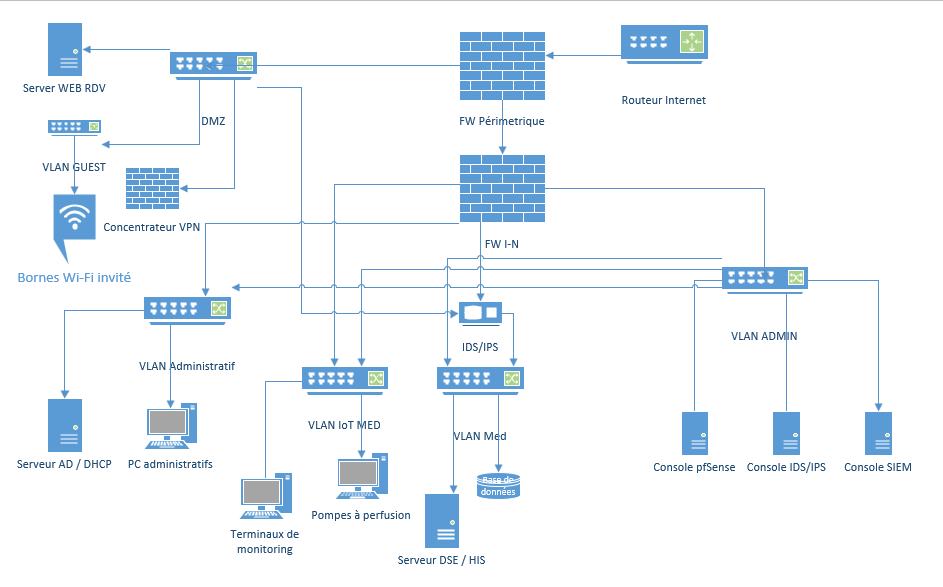 Server WEB RDV
DMZ
FW Périmetrique
Routeur Internet
VLAN GUEST
Concentrateur VPN
FW I-N
Bornes Wi-Fi invité
VLAN ADMIN
IDS/IPS
VLAN Administratif
VLAN IoT MED
VLAN Med
Serveur AD / DHCP
PC administratifs
Console pfSense
Console IDS/IPS
Console SIEM
Base de
données
Pompes à perfusion
Terminaux de
monitoring
Serveur DSE / HIS